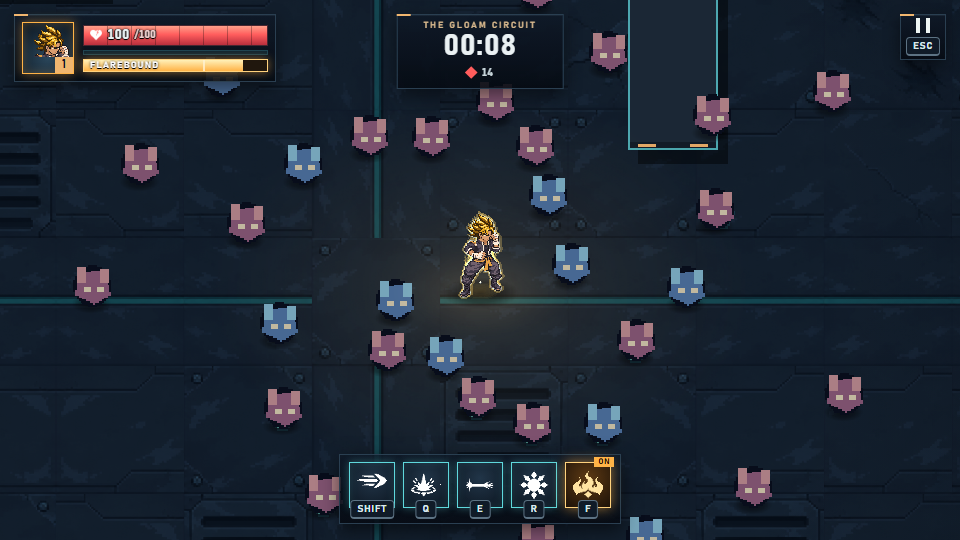 100 /100
1
FLAREBOUND
THE GLOAM CIRCUIT
00:08
14
ESC
ON
SHIFT
Q
E
R
F